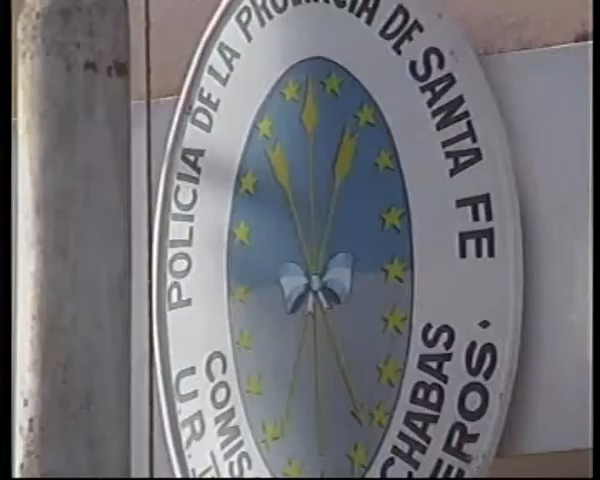 POLICIA DE LA PROVINCIA DE SANTA FE
U.R.
COMIS
CHABAS
EROS.